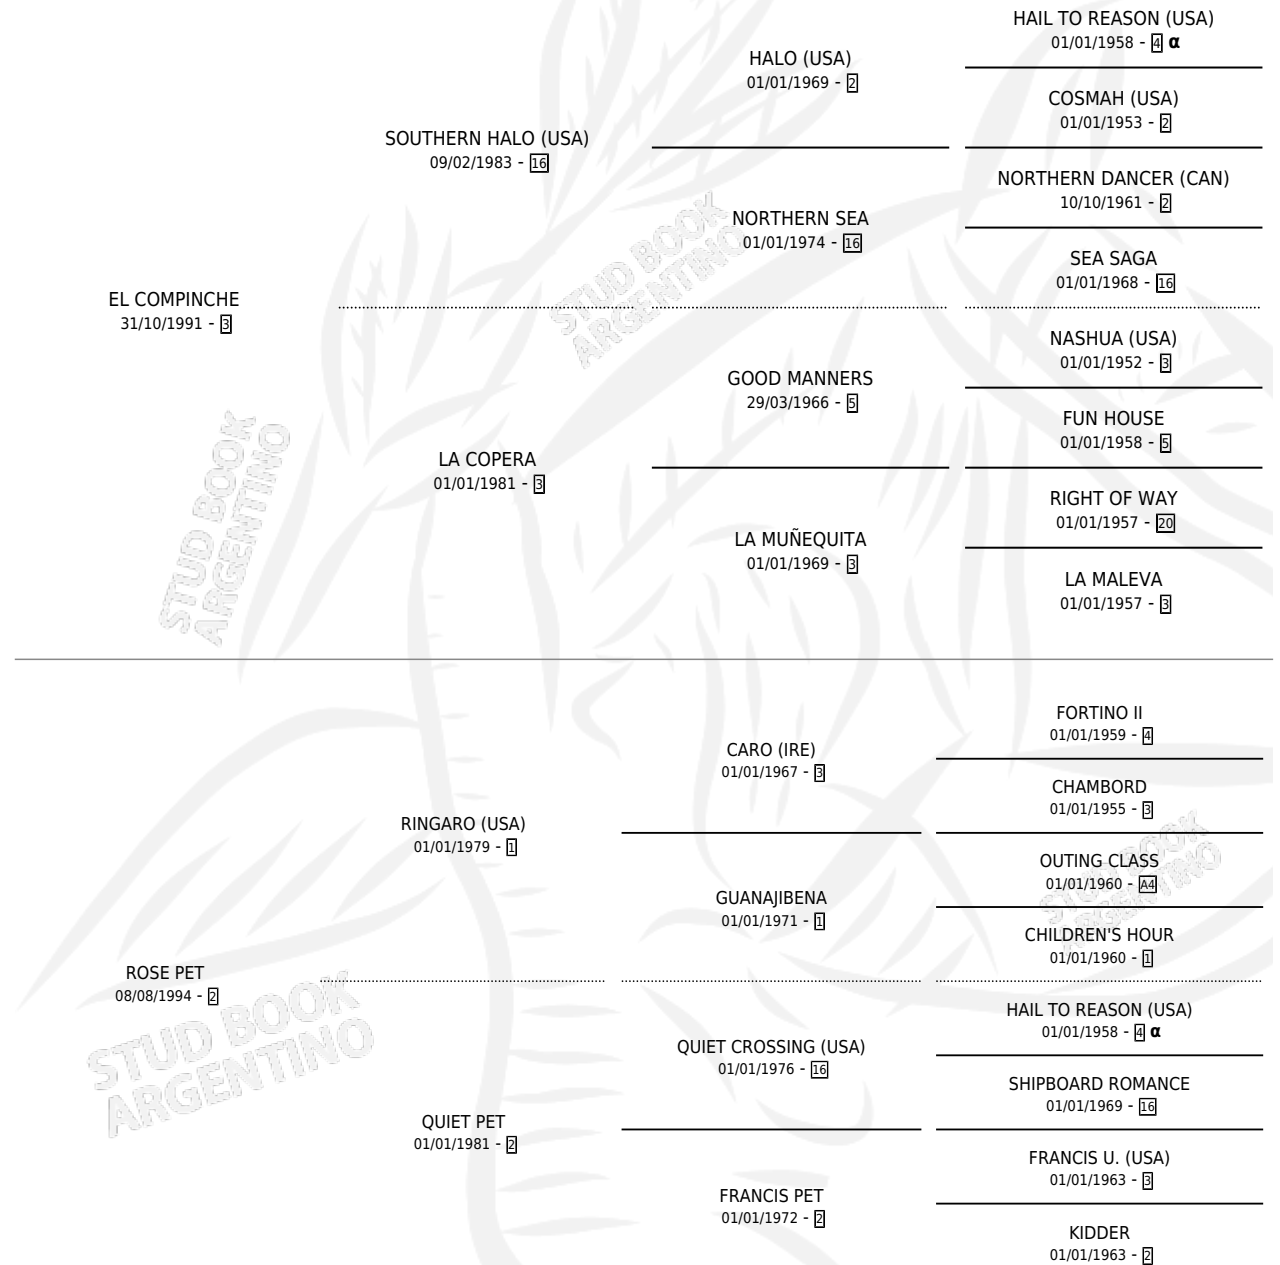 HAIL TO REASON (USA)
01/01/1958 - 4 α
HALO (USA)
01/01/1969 - 2
COSMAH (USA)
01/01/1953 - 2
SOUTHERN HALO (USA)
09/02/1983 - 16
NORTHERN DANCER (CAN)
10/10/1961 - 2
NORTHERN SEA
01/01/1974 - 16
SEA SAGA
01/01/1968 - 16
EL COMPINCHE
31/10/1991 - 3
NASHUA (USA)
01/01/1952 - 3
GOOD MANNERS
29/03/1966 - 5
FUN HOUSE
01/01/1958 - 5
LA COPERA
01/01/1981 - 3
RIGHT OF WAY
01/01/1957 - 20
LA MUÑEQUITA
01/01/1969 - 3
LA MALEVA
01/01/1957 - 3
FORTINO II
01/01/1959 - 4
CARO (IRE)
01/01/1967 - 3
CHAMBORD
01/01/1955 - 3
RINGARO (USA)
01/01/1979 - 1
OUTING CLASS
01/01/1960 - A4
GUANAJIBENA
01/01/1971 - 1
CHILDREN'S HOUR
01/01/1960 - 1
ROSE PET
08/08/1994 - 2
HAIL TO REASON (USA)
01/01/1958 - 4 α
QUIET CROSSING (USA)
01/01/1976 - 16
SHIPBOARD ROMANCE
01/01/1969 - 16
QUIET PET
01/01/1981 - 2
FRANCIS U. (USA)
01/01/1963 - 3
FRANCIS PET
01/01/1972 - 2
KIDDER
01/01/1963 - 2
STUD BOOK
ARGENTINO
STUD BOOK
ARGENTINO
STUD BOOK
ARGENTINO
STUD BOOK
ARGENTINO